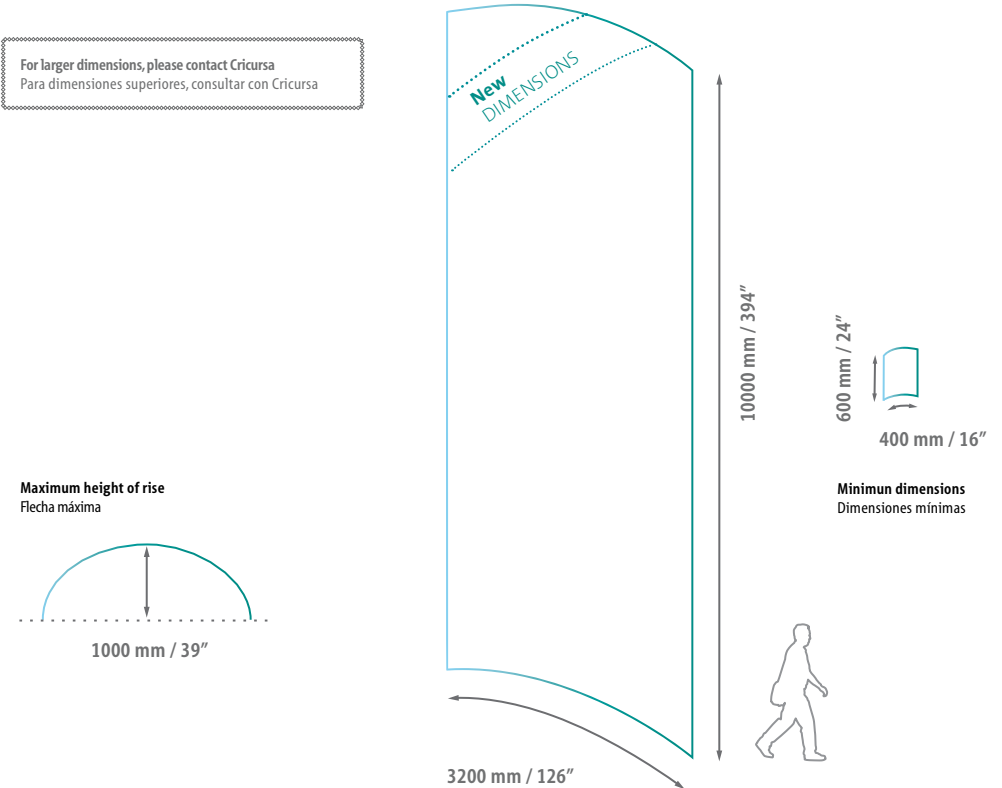 For larger dimensions, please contact Cricursa
Para dimensiones superiores, consultar con Cricursa
New
DIMENSIONS
10000 mm / 394”
600 mm / 24”
400 mm / 16”
Maximum height of rise
Flecha máxima
Minimun dimensions
Dimensiones mínimas
1000 mm / 39”
3200 mm / 126”